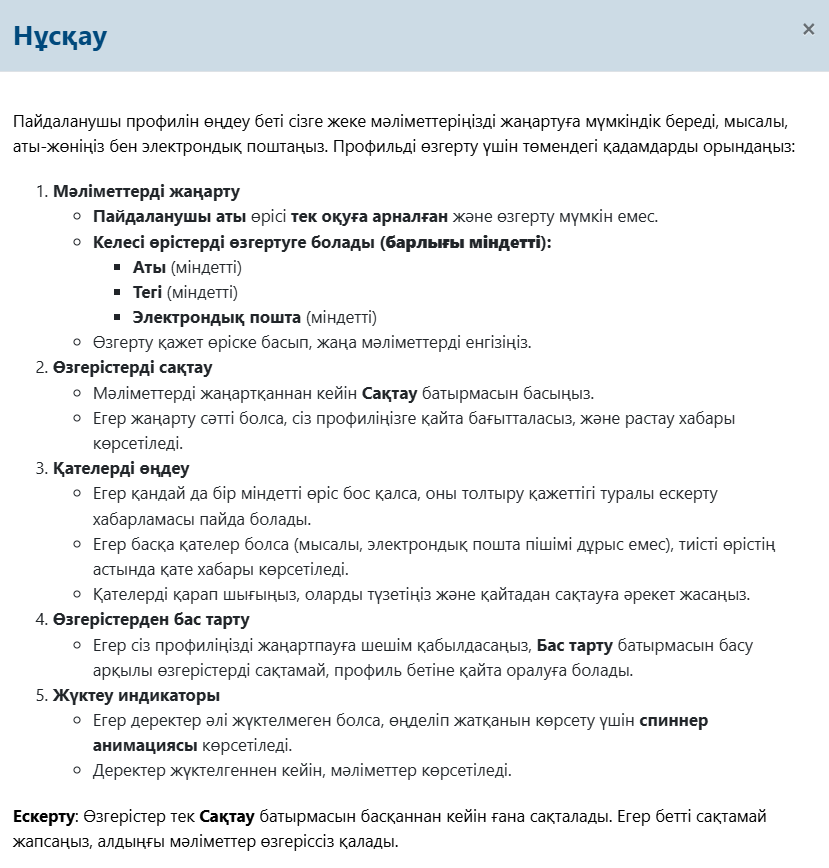 Нұсқау
×
Пайдаланушы профилін өңдеу беті сізге жеке мәліметтеріңізді жаңартуға мүмкіндік береді, мысалы,
аты-жөніңіз бен электрондық поштаңыз. Профильді өзгерту үшін төмендегі қадамдарды орындаңыз:
1. Мәліметтерді жаңарту
◦ Пайдаланушы аты өрісі тек оқуға арналған және өзгерту мүмкін емес.
◦ Келесі өрістерді өзгертуге болады (барлығы міндетті):
▪ Аты (міндетті)
▪ Тегі (міндетті)
▪ Электрондық пошта (міндетті)
◦ Өзгерту қажет өріске басып, жаңа мәліметтерді енгізіңіз.
2. Өзгерістерді сақтау
◦ Мәліметтерді жаңартқаннан кейін Сақтау батырмасын басыңыз.
◦ Егер жаңарту сәтті болса, сіз профиліңізге қайта бағытталасыз, және растау хабары
көрсетіледі.
3. Қателерді өңдеу
◦ Егер қандай да бір міндетті өріс бос қалса, оны толтыру қажеттігі туралы ескерту
хабарламасы пайда болады.
◦ Егер басқа қателер болса (мысалы, электрондық пошта пішімі дұрыс емес), тиісті өрістің
астында қате хабары көрсетіледі.
◦ Қателерді қарап шығыңыз, оларды түзетіңіз және қайтадан сақтауға әрекет жасаңыз.
4. Өзгерістерден бас тарту
◦ Егер сіз профиліңізді жаңартпауға шешім қабылдасаңыз, Бас тарту батырмасын басу
арқылы өзгерістерді сақтамай, профиль бетіне қайта оралуға болады.
5. Жүктеу индикаторы
◦ Егер деректер әлі жүктелмеген болса, өңделіп жатқанын көрсету үшін спиннер
анимациясы көрсетіледі.
◦ Деректер жүктелгеннен кейін, мәліметтер көрсетіледі.
Ескерту: Өзгерістер тек Сақтау батырмасын басқаннан кейін ғана сақталады. Егер бетті сақтамай
жапсаңыз, алдыңғы мәліметтер өзгеріссіз қалады.